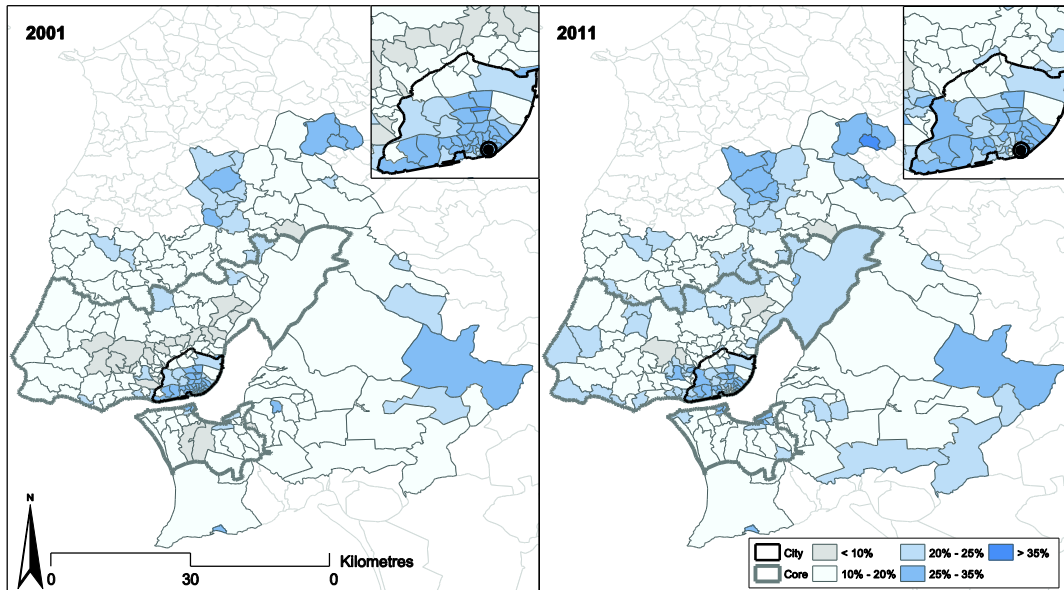 2001
2011
N
Kilometres
0 30 0
City < 10% 20% - 25% > 35%
Core 10% - 20% 25% - 35%